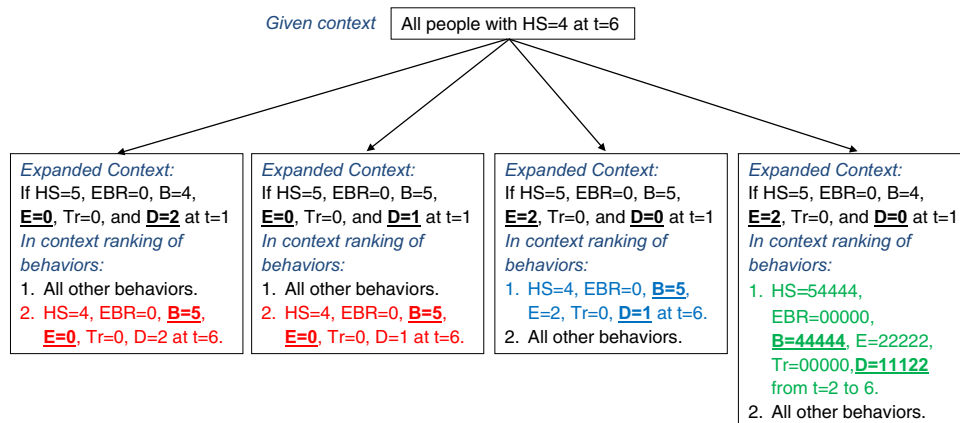 Given context
All people with HS=4 at t=6
Expanded Context:
If HS=5, EBR=0, B=4,
E=0, Tr=0, and D=2 at t=1
In context ranking of
behaviors:
1. All other behaviors.
2. HS=4, EBR=0, B=5,
E=0, Tr=0, D=2 at t=6.
Expanded Context:
If HS=5, EBR=0, B=5,
E=0, Tr=0, and D=1 at t=1
In context ranking of
behaviors:
1. All other behaviors.
2. HS=4, EBR=0, B=5,
E=0, Tr=0, D=1 at t=6.
Expanded Context:
If HS=5, EBR=0, B=5,
E=2, Tr=0, and D=0 at t=1
In context ranking of
behaviors:
1. HS=4, EBR=0, B=5,
E=2, Tr=0, D=1 at t=6.
2. All other behaviors.
Expanded Context:
If HS=5, EBR=0, B=4,
E=2, Tr=0, and D=0 at t=1
In context ranking of
behaviors:
1. HS=54444,
EBR=00000,
B=44444, E=22222,
Tr=00000,D=11122
from t=2 to 6.
2. All other behaviors.